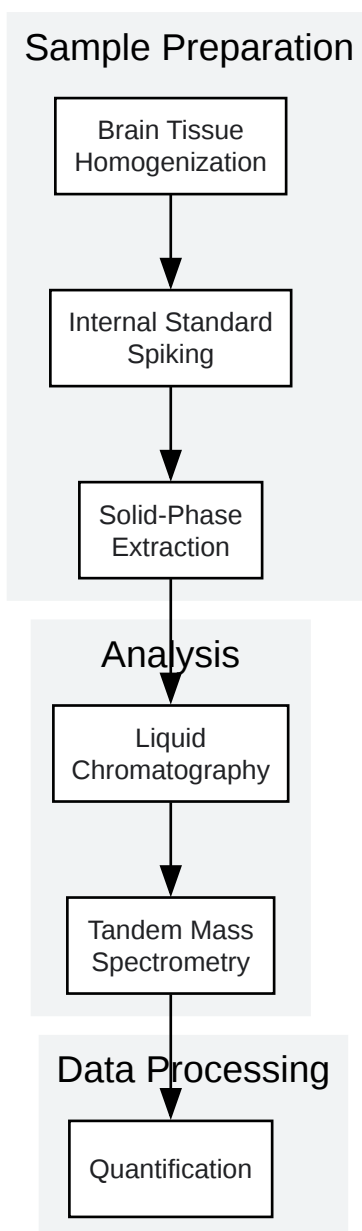 Sample Preparation
Brain Tissue
Homogenization
Internal Standard
Spiking
Solid-Phase
Extraction
Analysis
Liquid
Chromatography
Tandem Mass
Spectrometry
Data Processing
Quantification